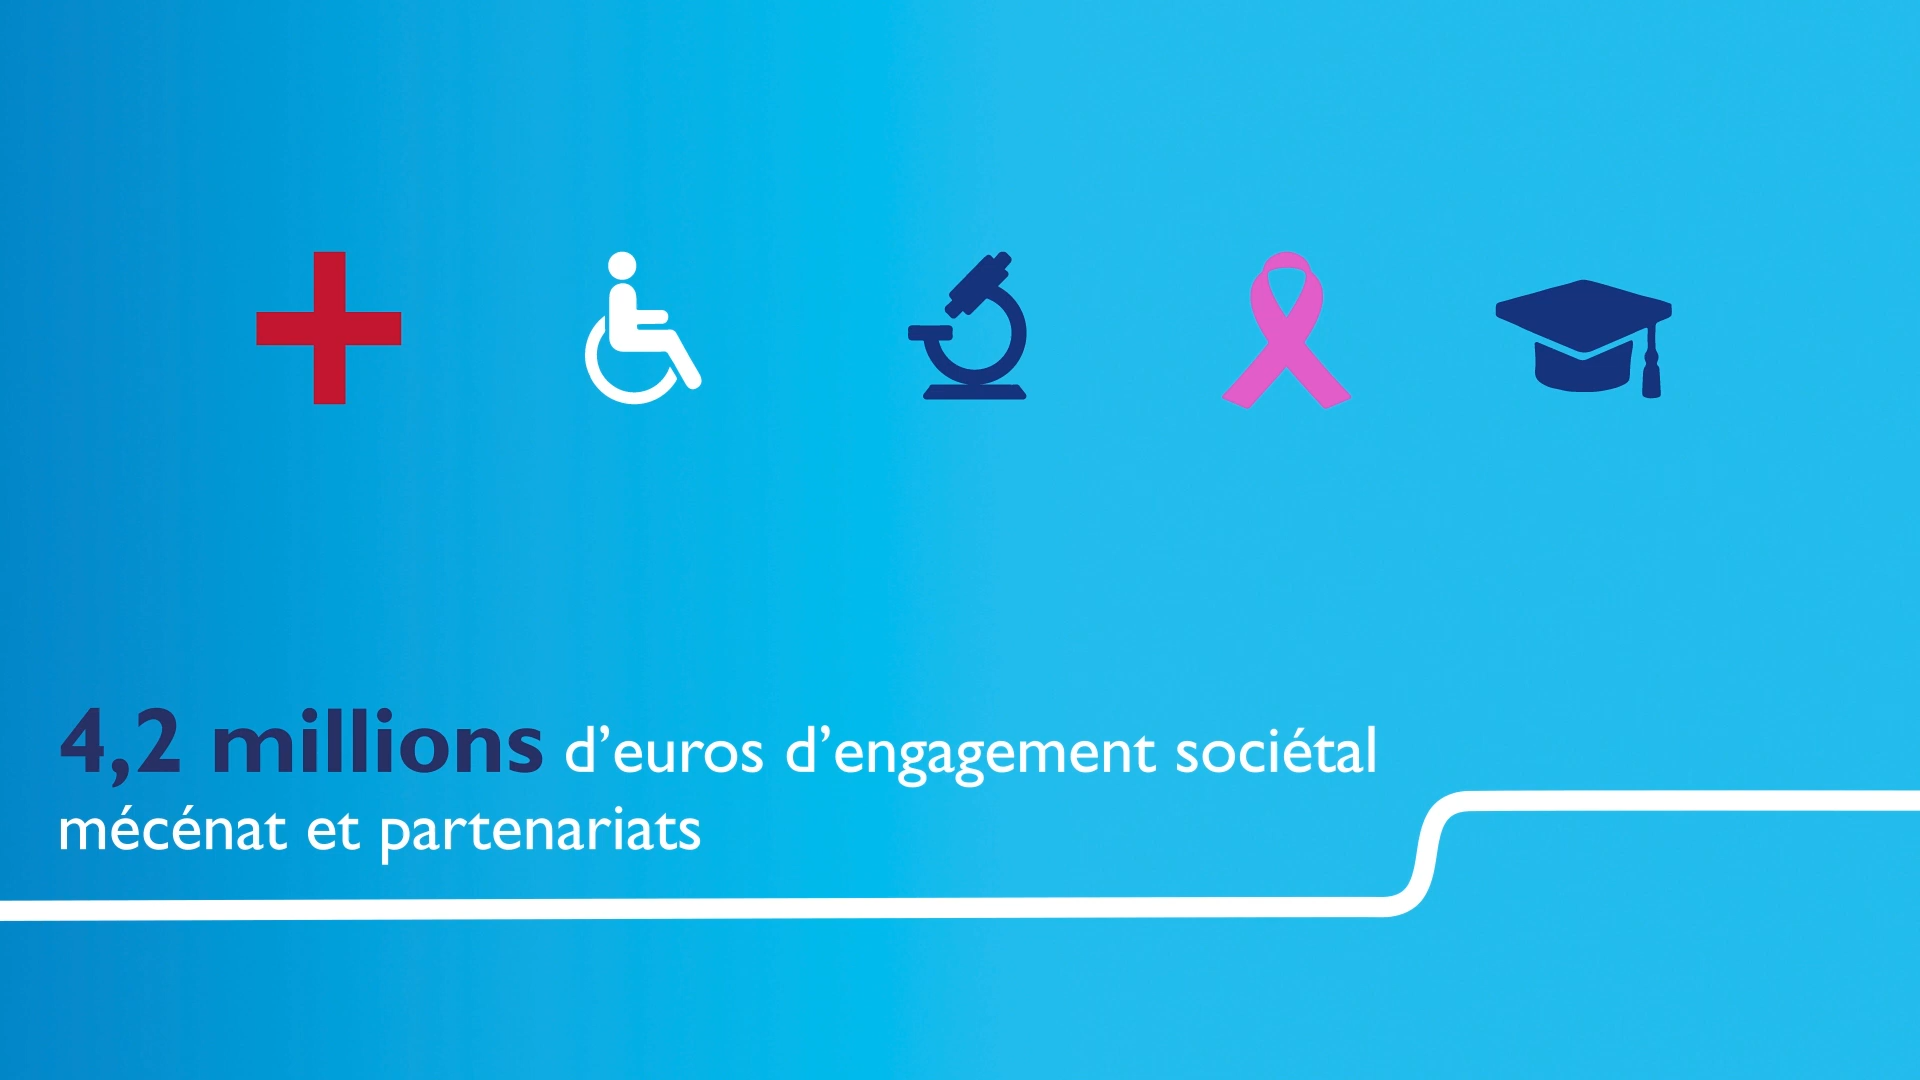 4,2 millions d’euros d’engagement sociétal
mécénat et partenariats